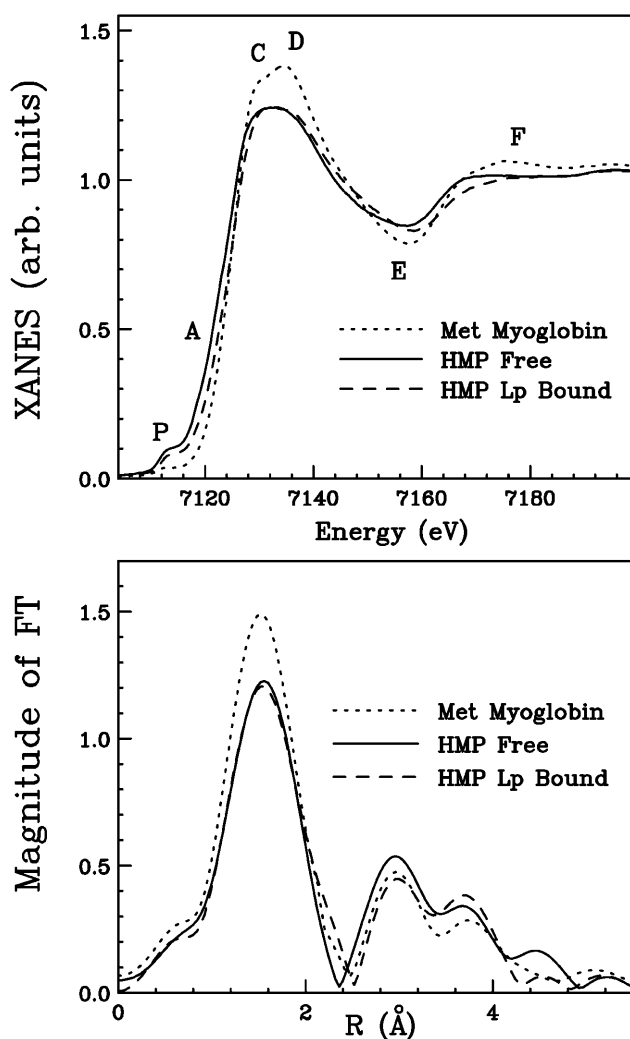 XANES (arb. units)
1.5
1.0
0.5
0.0
C D
F
E
A
P
Met Myoglobin
HMP Free
HMP Lp Bound
7120 7140 7160 7180
Energy (eV)
Magnitude of FT
1.5
1.0
0.5
0.0
Met Myoglobin
HMP Free
HMP Lp Bound
0 2 4
R (Å)